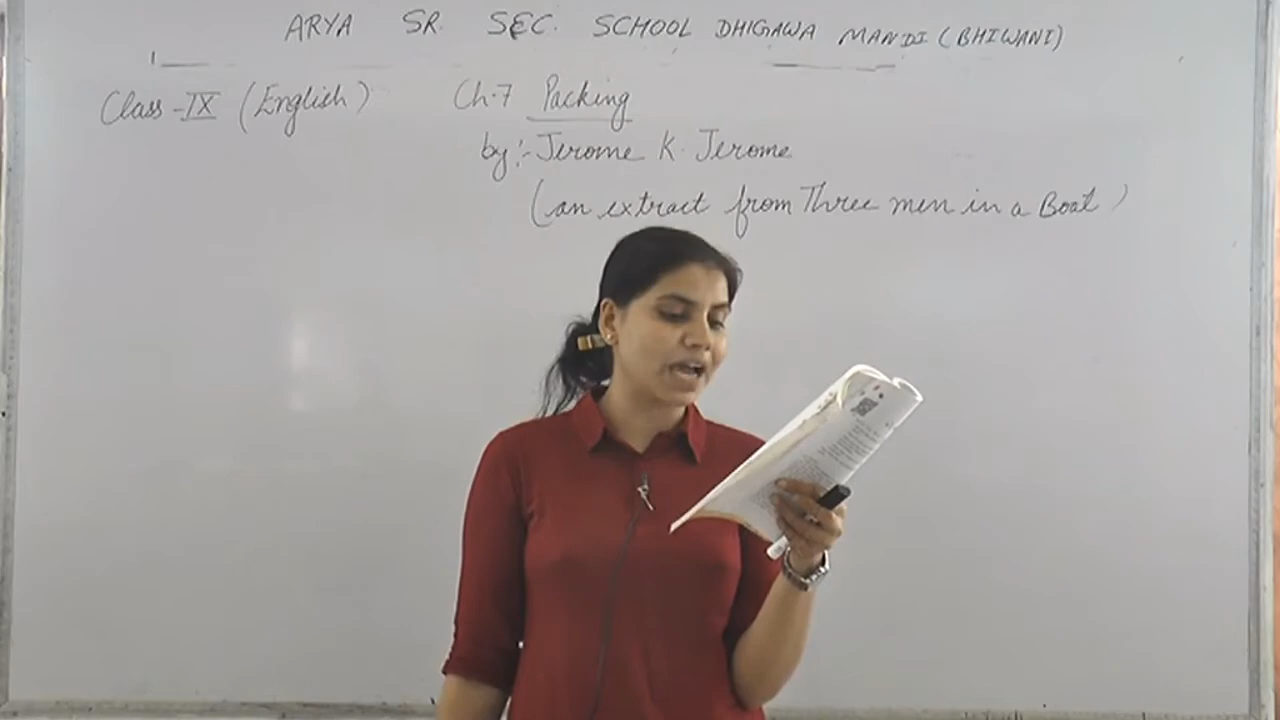 ARYA SR. SEC. SCHOOL DHIGAWA MANDI (BHIWANI)
Class-IX (English) Ch.7 Packing
by:- Jerome K. Jerome
(an extract from Three men in a Boat)